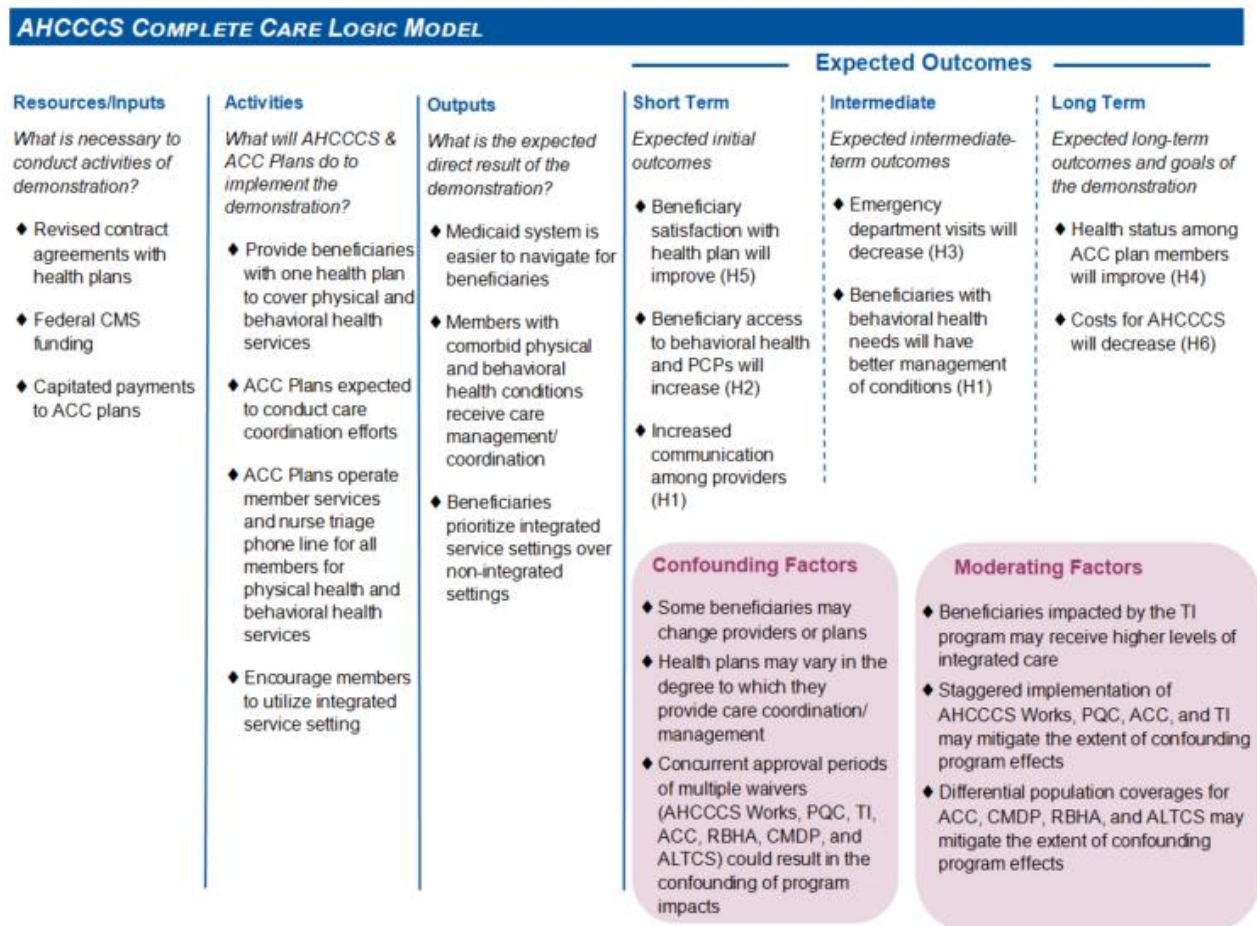 AHCCCS COMPLETE CARE LOGIC MODEL
Expected Outcomes
Resources/Inputs
What is necessary to
conduct activities of
demonstration?
♦ Revised contract
agreements with
health plans
♦ Federal CMS
funding
♦ Capitated payments
to ACC plans
Activities
What will AHCCCS &
ACC Plans do to
implement the
demonstration?
♦ Provide beneficiaries
with one health plan
to cover physical and
behavioral health
services
♦ ACC Plans expected
to conduct care
coordination efforts
♦ ACC Plans operate
member services
and nurse triage
phone line for all
members for
physical health and
behavioral health
services
♦ Encourage members
to utilize integrated
service setting
Outputs
What is the expected
direct result of the
demonstration?
♦ Medicaid system is
easier to navigate for
beneficiaries
♦ Members with
comorbid physical
and behavioral
health conditions
receive care
management/
coordination
♦ Beneficiaries
prioritize integrated
service settings over
non-integrated
settings
Short Term
Expected initial
outcomes
♦ Beneficiary
satisfaction with
health plan will
improve (H5)
♦ Beneficiary access
to behavioral health
and PCPs will
increase (H2)
♦ Increased
communication
among providers
(H1)
Intermediate
Expected intermediate-
term outcomes
♦ Emergency
department visits will
decrease (H3)
♦ Beneficiaries with
behavioral health
needs will have
better management
of conditions (H1)
Long Term
Expected long-term
outcomes and goals of
the demonstration
♦ Health status among
ACC plan members
will improve (H4)
♦ Costs for AHCCCS
will decrease (H6)
Confounding Factors
♦ Some beneficiaries may
change providers or plans
♦ Health plans may vary in the
degree to which they
provide care coordination/
management
♦ Concurrent approval periods
of multiple waivers
(AHCCCS Works, PQC, TI,
ACC, RBHA, CMDP, and
ALTCS) could result in the
confounding of program
impacts
Moderating Factors
♦ Beneficiaries impacted by the TI
program may receive higher levels of
integrated care
♦ Staggered implementation of
AHCCCS Works, PQC, ACC, and TI
may mitigate the extent of confounding
program effects
♦ Differential population coverages for
ACC, CMDP, RBHA, and ALTCS may
mitigate the extent of confounding
program effects